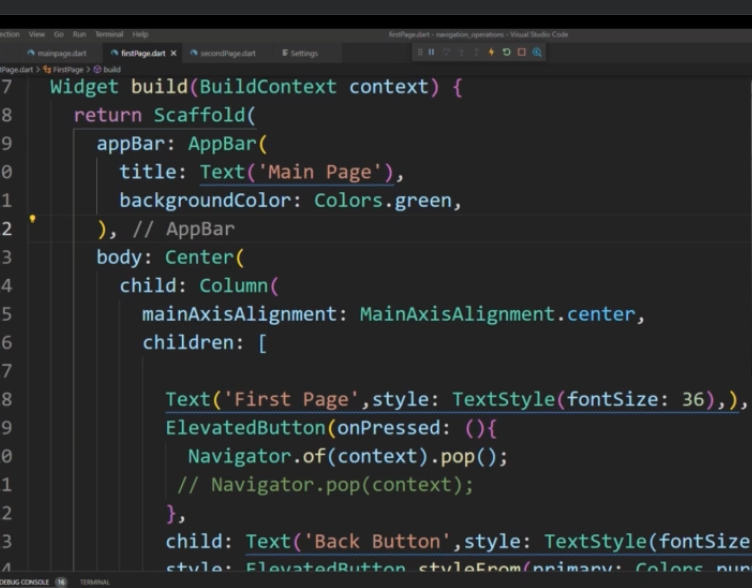 ection View Go Run Terminal Help
firstPage.dart - navigation_operations - Visual Studio Code
mainpage.dart firstPage.dart X secondPage.dart Settings
tPage.dart > FirstPage > build
7 Widget build(BuildContext context) {
8 return Scaffold(
9 appBar: AppBar(
0 title: Text('Main Page'),
1 backgroundColor: Colors.green,
2 ), // AppBar
3 body: Center(
4 child: Column(
5 mainAxisAlignment: MainAxisAlignment.center,
6 children: [
7
8 Text('First Page',style: TextStyle(fontSize: 36),),
9 ElevatedButton(onPressed: (){
0 Navigator.of(context).pop();
1 // Navigator.pop(context);
2 },
3 child: Text('Back Button',style: TextStyle(fontSize
4 style: ElevatedButton.styleFrom(primary: Colors.pur
DEBUG CONSOLE 16 TERMINAL